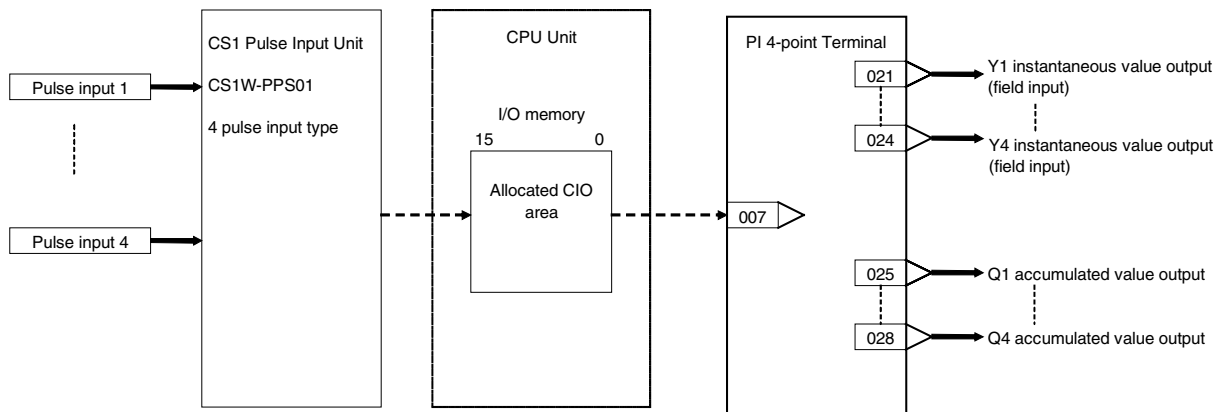 CS1 Pulse Input Unit
CS1W-PPS01
4 pulse input type
Pulse input 1
Pulse input 4
CPU Unit
I/O memory
15 0
Allocated CIO
area
PI 4-point Terminal
007
021
Y1 instantaneous value output
(field input)
024
Y4 instantaneous value output
(field input)
025
Q1 accumulated value output
028
Q4 accumulated value output